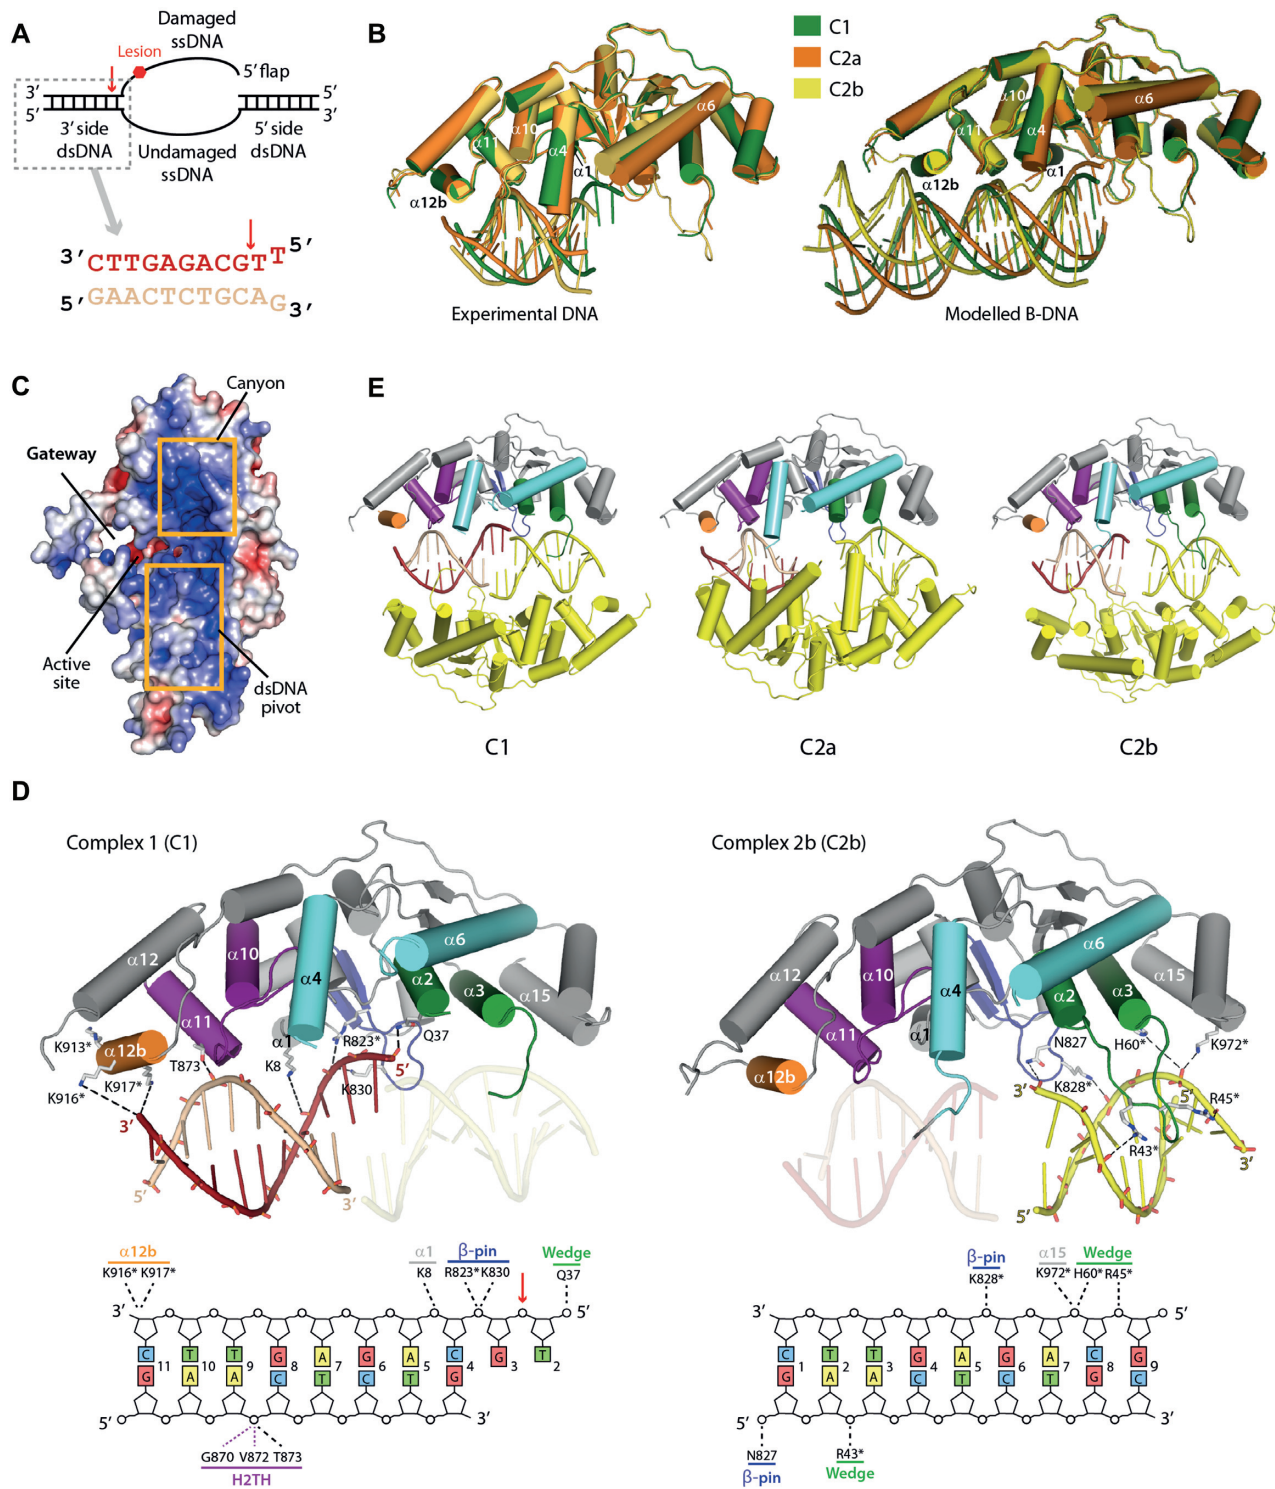 A
Damaged
ssDNA
Lesion
5′ flap
3′
5′
5′
3′
3′ side
dsDNA
Undamaged
ssDNA
5′ side
dsDNA
3′ CTTGAGACGTT 5′
5′ GAACTCTGCAG 3′
B
C1
C2a
C2b
α6
α10
α11
α4
α1
α12b
Experimental DNA
α6
α10
α11
α4
α1
α12b
Modelled B-DNA
C
Canyon
Gateway
Active
site
dsDNA
pivot
E
C1
C2a
C2b
D
Complex 1 (C1)
α12
α10
α4
α6
α2
α3
α15
α11
α1
α12b
K913*
K916*
K917*
T873
K8
R823*
K830
Q37
5′
3′
5′
3′
Complex 2b (C2b)
α12
α10
α4
α6
α2
α3
α15
α11
α1
α12b
N827
K828*
H60*
K972*
R45*
R43*
3′
5′
3′
5′
α12b
K916* K917*
α1
K8
β-pin
R823* K830
Wedge
Q37
3′
5′
C T T G A G A C G T
11 10 9 8 7 6 5 4 3 2
G A A C T C T G
5′
3′
G870 V872 T873
H2TH
β-pin
K828*
α15
K972*
Wedge
H60* R45*
3′
5′
C T T G A G A C G
1 2 3 4 5 6 7 8 9
G A A C T C T G C
5′
3′
N827
β-pin
R43*
Wedge